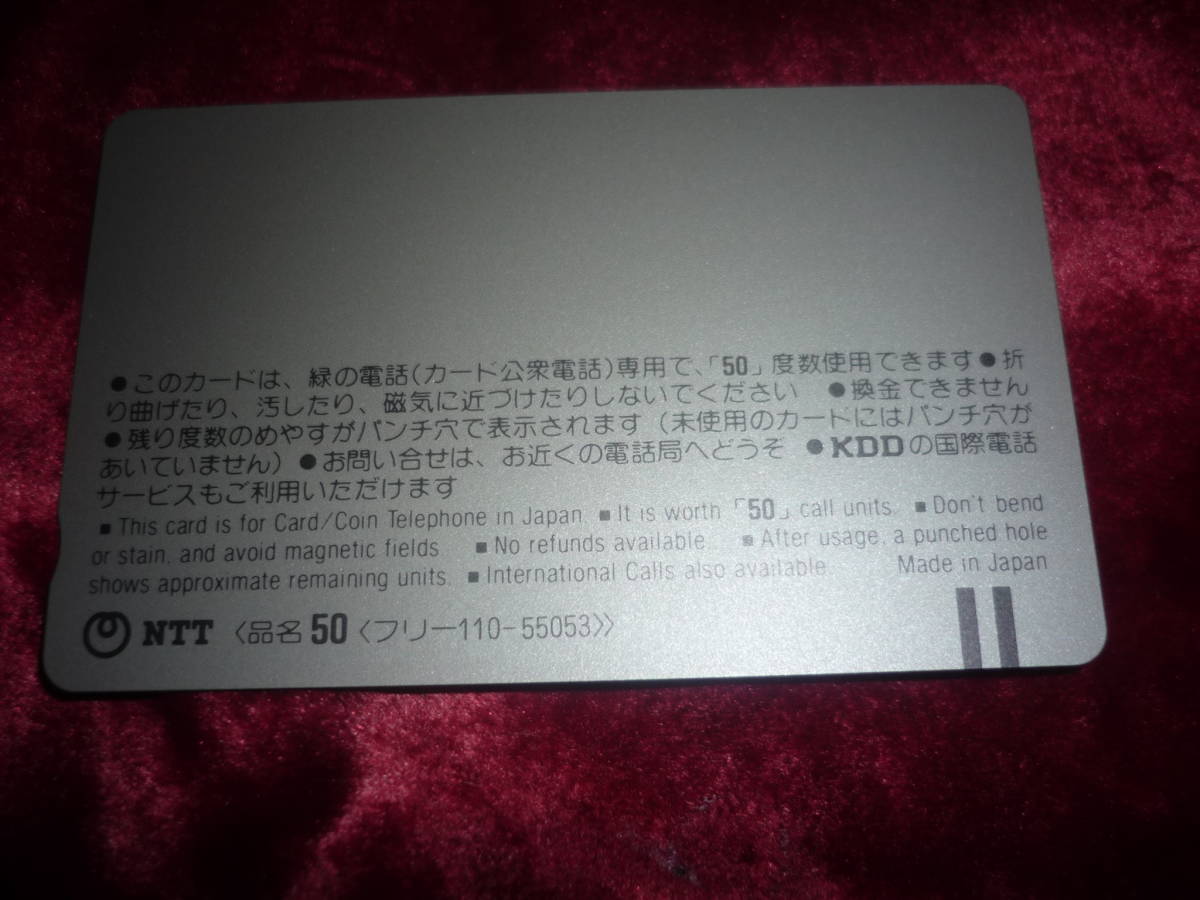 ●このカードは、緑の電話(カード公衆電話)専用で、「50」度数使用できます●折
り曲げたり、汚したり、磁気に近づけたりしないでください ●換金できません
●残り度数のめやすがパンチ穴で表示されます(未使用のカードにはパンチ穴が
あいていません)●お問い合せは、お近くの電話局へどうぞ ●KDDの国際電話
サービスもご利用いただけます
■This card is for Card/Coin Telephone in Japan. ■It is worth「50」call units. ■Don't bend
or stain, and avoid magnetic fields. ■No refunds available. ■After usage, a punched hole
shows approximate remaining units. ■International Calls also available. Made in Japan
NTT〈品名50〈フリー110-55053〉〉